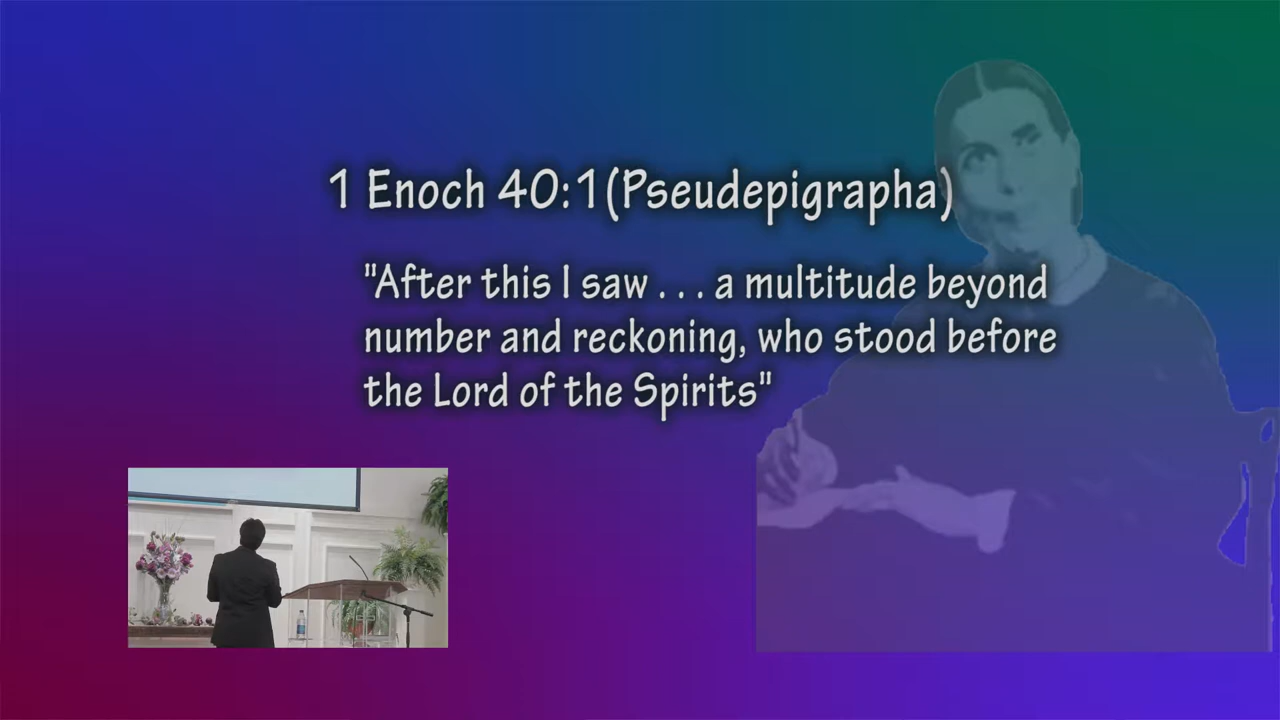 1 Enoch 40:1(Pseudepigrapha)
"After this I saw . . . a multitude beyond
number and reckoning, who stood before
the Lord of the Spirits"